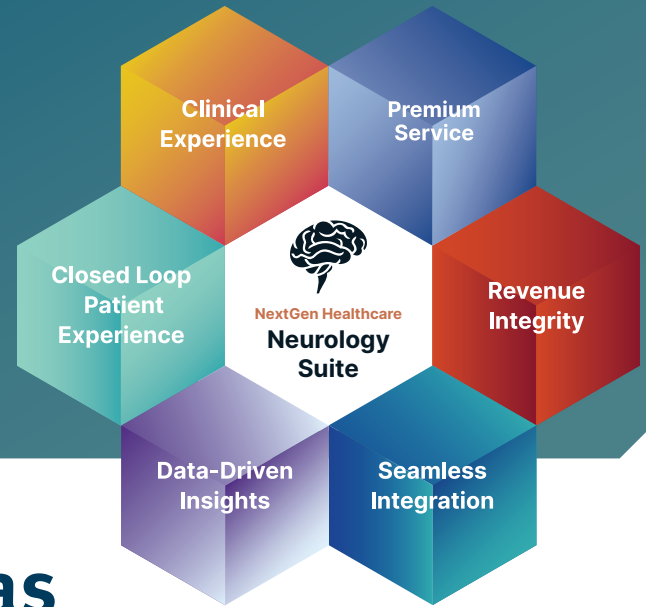 Clinical
Experience
Premium
Service
Closed Loop
Patient
Experience
NextGen Healthcare
Neurology
Suite
Revenue
Integrity
Data-Driven
Insights
Seamless
Integration
as